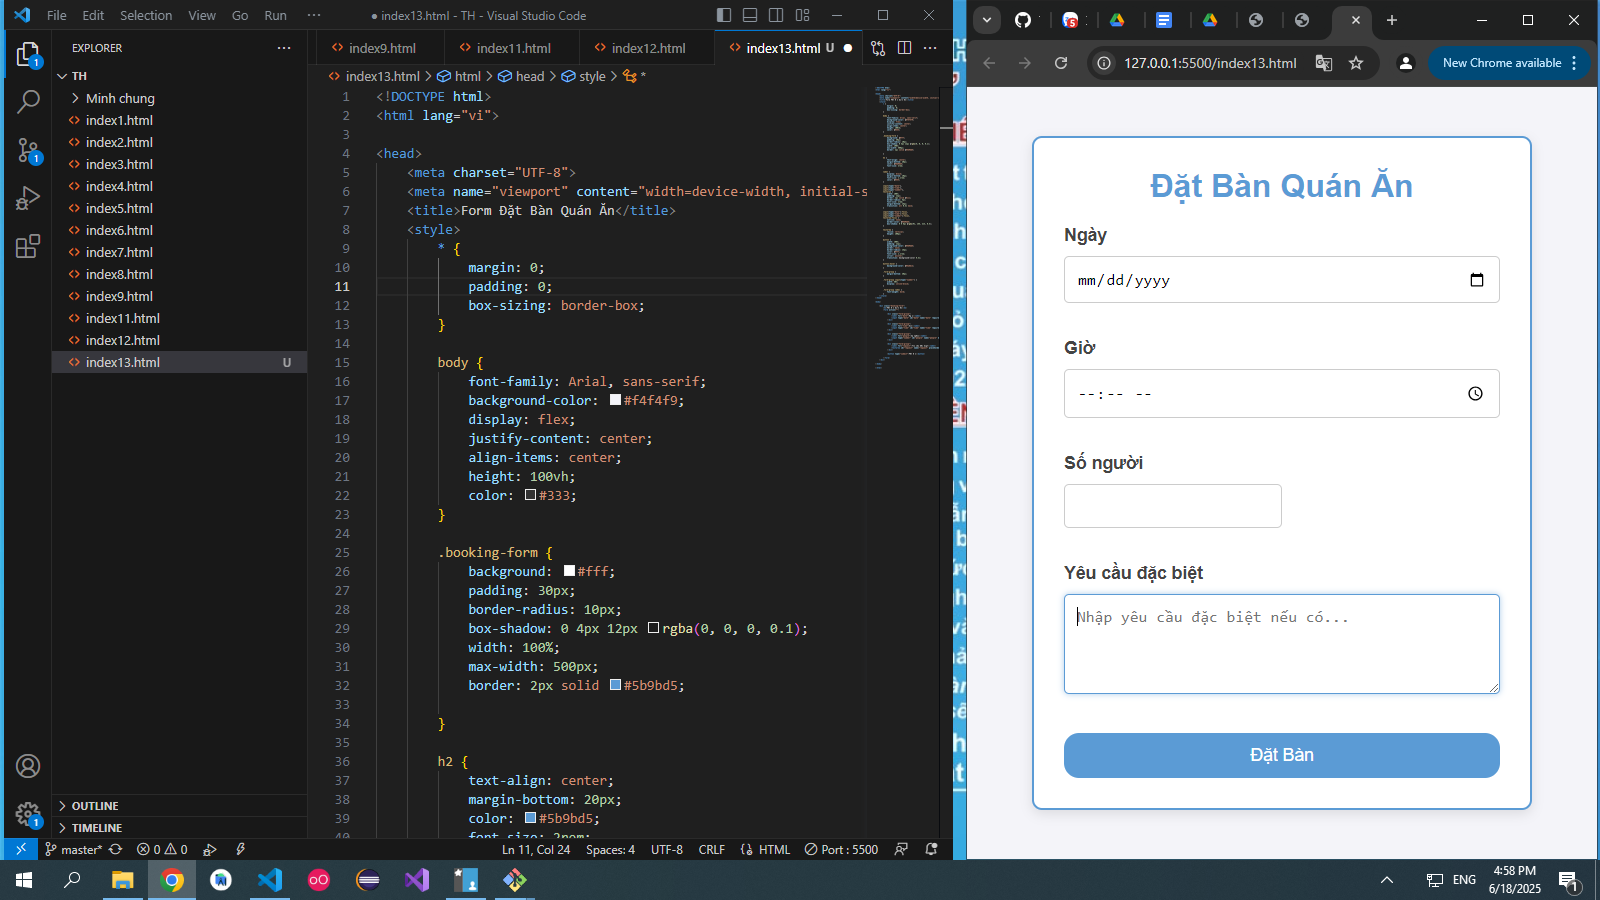 File Edit Selection View Go Run ··· ● index13.html - TH - Visual Studio Code
EXPLORER
TH
Minh chung
index1.html
index2.html
index3.html
index4.html
index5.html
index6.html
index7.html
index8.html
index9.html
index11.html
index12.html
index13.html U
OUTLINE
TIMELINE
index9.html index11.html index12.html index13.html U ●
index13.html > html > head > style > *
1 <!DOCTYPE html>
2 <html lang="vi">
3
4 <head>
5 <meta charset="UTF-8">
6 <meta name="viewport" content="width=device-width, initial-s
7 <title>Form Đặt Bàn Quán Ăn</title>
8 <style>
9 * {
10 margin: 0;
11 padding: 0;
12 box-sizing: border-box;
13 }
14
15 body {
16 font-family: Arial, sans-serif;
17 background-color: #f4f4f9;
18 display: flex;
19 justify-content: center;
20 align-items: center;
21 height: 100vh;
22 color: #333;
23 }
24
25 .booking-form {
26 background: #fff;
27 padding: 30px;
28 border-radius: 10px;
29 box-shadow: 0 4px 12px rgba(0, 0, 0, 0.1);
30 width: 100%;
31 max-width: 500px;
32 border: 2px solid #5b9bd5;
33
34 }
35
36 h2 {
37 text-align: center;
38 margin-bottom: 20px;
39 color: #5b9bd5;
40 font-size: 2rem;
master* 0 0 Ln 11, Col 24 Spaces: 4 UTF-8 CRLF HTML Port : 5500
127.0.0.1:5500/index13.html New Chrome available
Đặt Bàn Quán Ăn
Ngày
mm/dd/yyyy
Giờ
--:-- --
Số người
Yêu cầu đặc biệt
Nhập yêu cầu đặc biệt nếu có...
Đặt Bàn
ENG
4:58 PM
6/18/2025
1